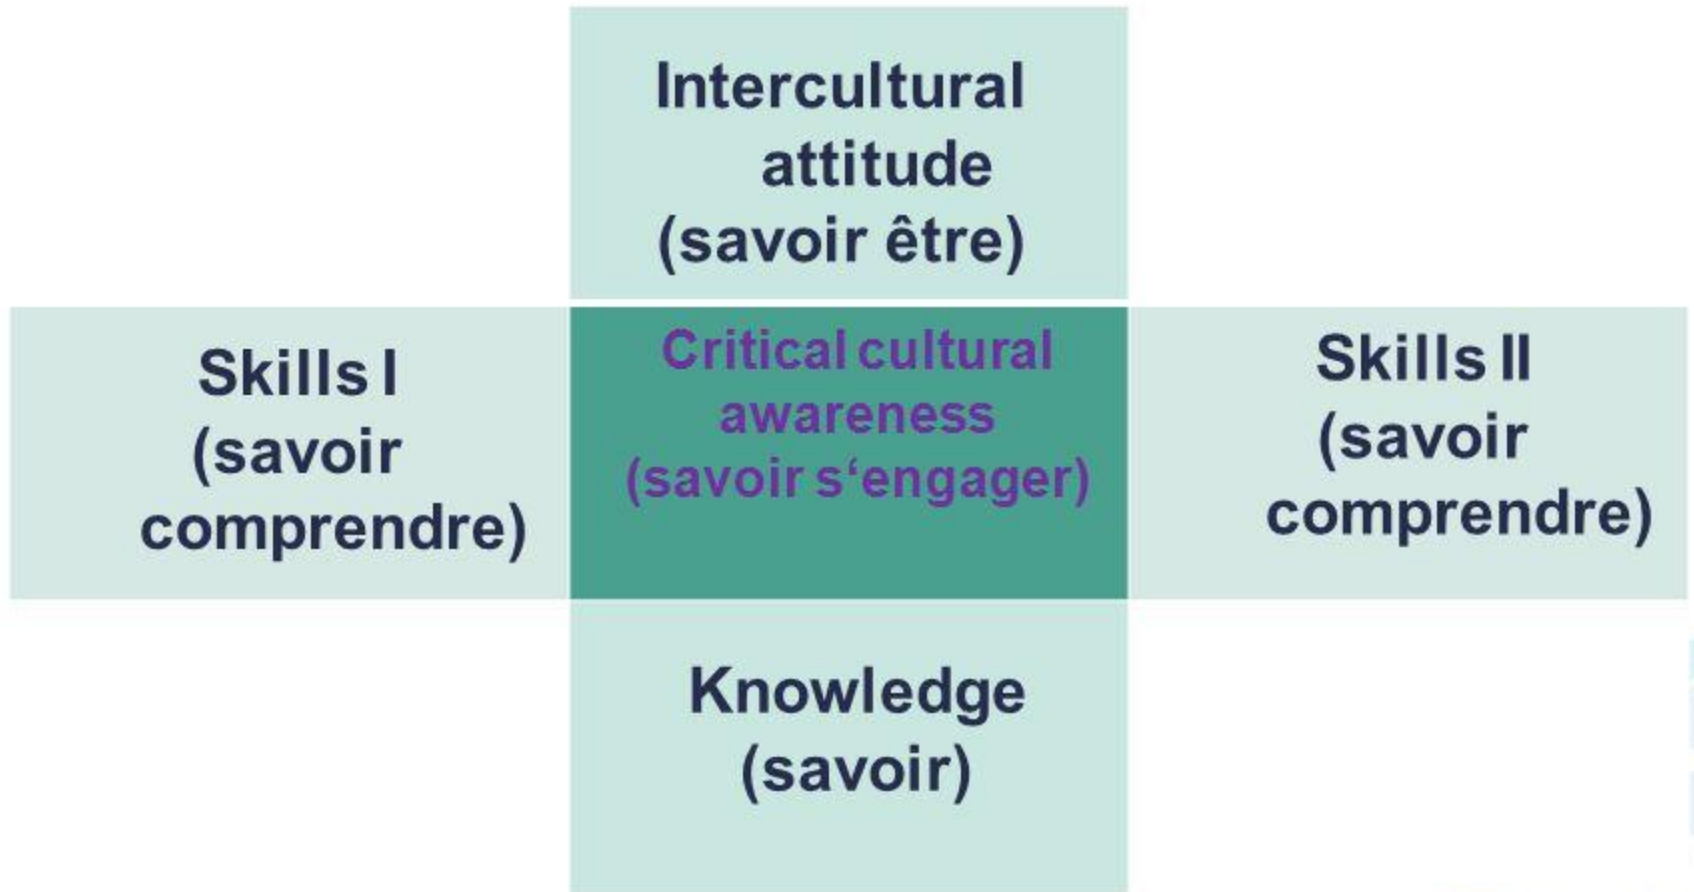 Intercultural
attitude
(savoir être)
Skills I
(savoir
comprendre)
Critical cultural
awareness
(savoir s‘engager)
Skills II
(savoir
comprendre)
Knowledge
(savoir)